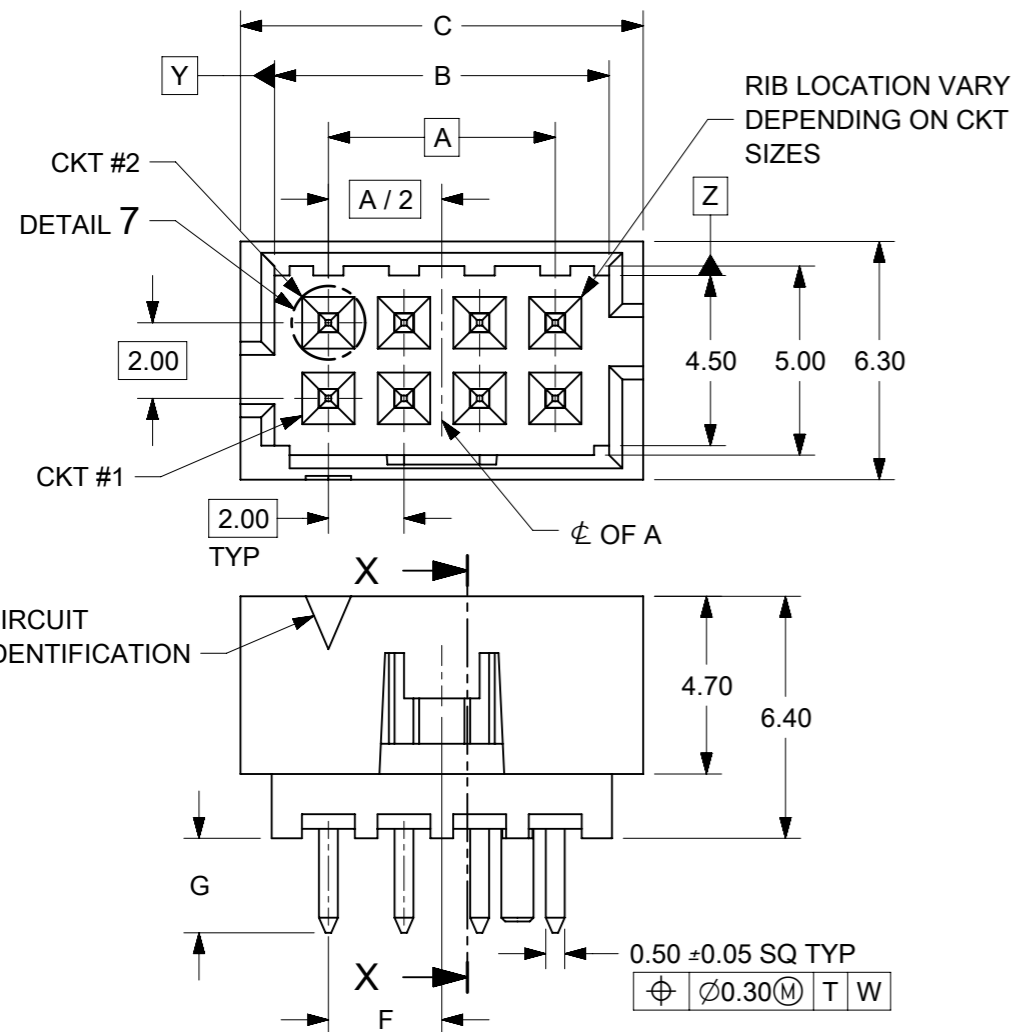 C
Y
B
RIB LOCATION VARY
DEPENDING ON CKT
SIZES
A
CKT #2
A / 2
Z
DETAIL 7
2.00
4.50
5.00
6.30
CKT #1
2.00
TYP
℄ OF A
X
IRCUIT
DENTIFICATION
4.70
6.40
G
0.50 ±0.05 SQ TYP
⌖ ∅0.30Ⓜ T W
X
F